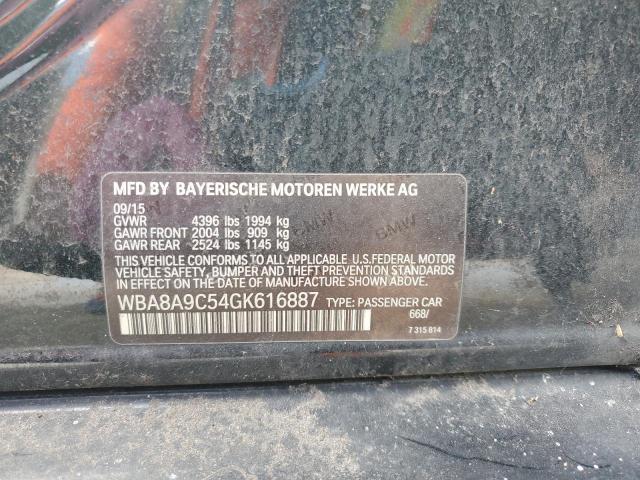 MFD BY BAYERISCHE MOTOREN WERKE AG
09/15
GVWR 4396 lbs 1994 kg
GAWR FRONT 2004 lbs 909 kg
GAWR REAR 2524 lbs 1145 kg
THIS VEHICLE CONFORMS TO ALL APPLICABLE U.S.FEDERAL MOTOR
VEHICLE SAFETY, BUMPER AND THEFT PREVENTION STANDARDS
IN EFFECT ON THE DATE OF MANUFACTURE SHOWN ABOVE.
WBA8A9C54GK616887 TYPE: PASSENGER CAR
668/
7 315 814
BMW
BMW